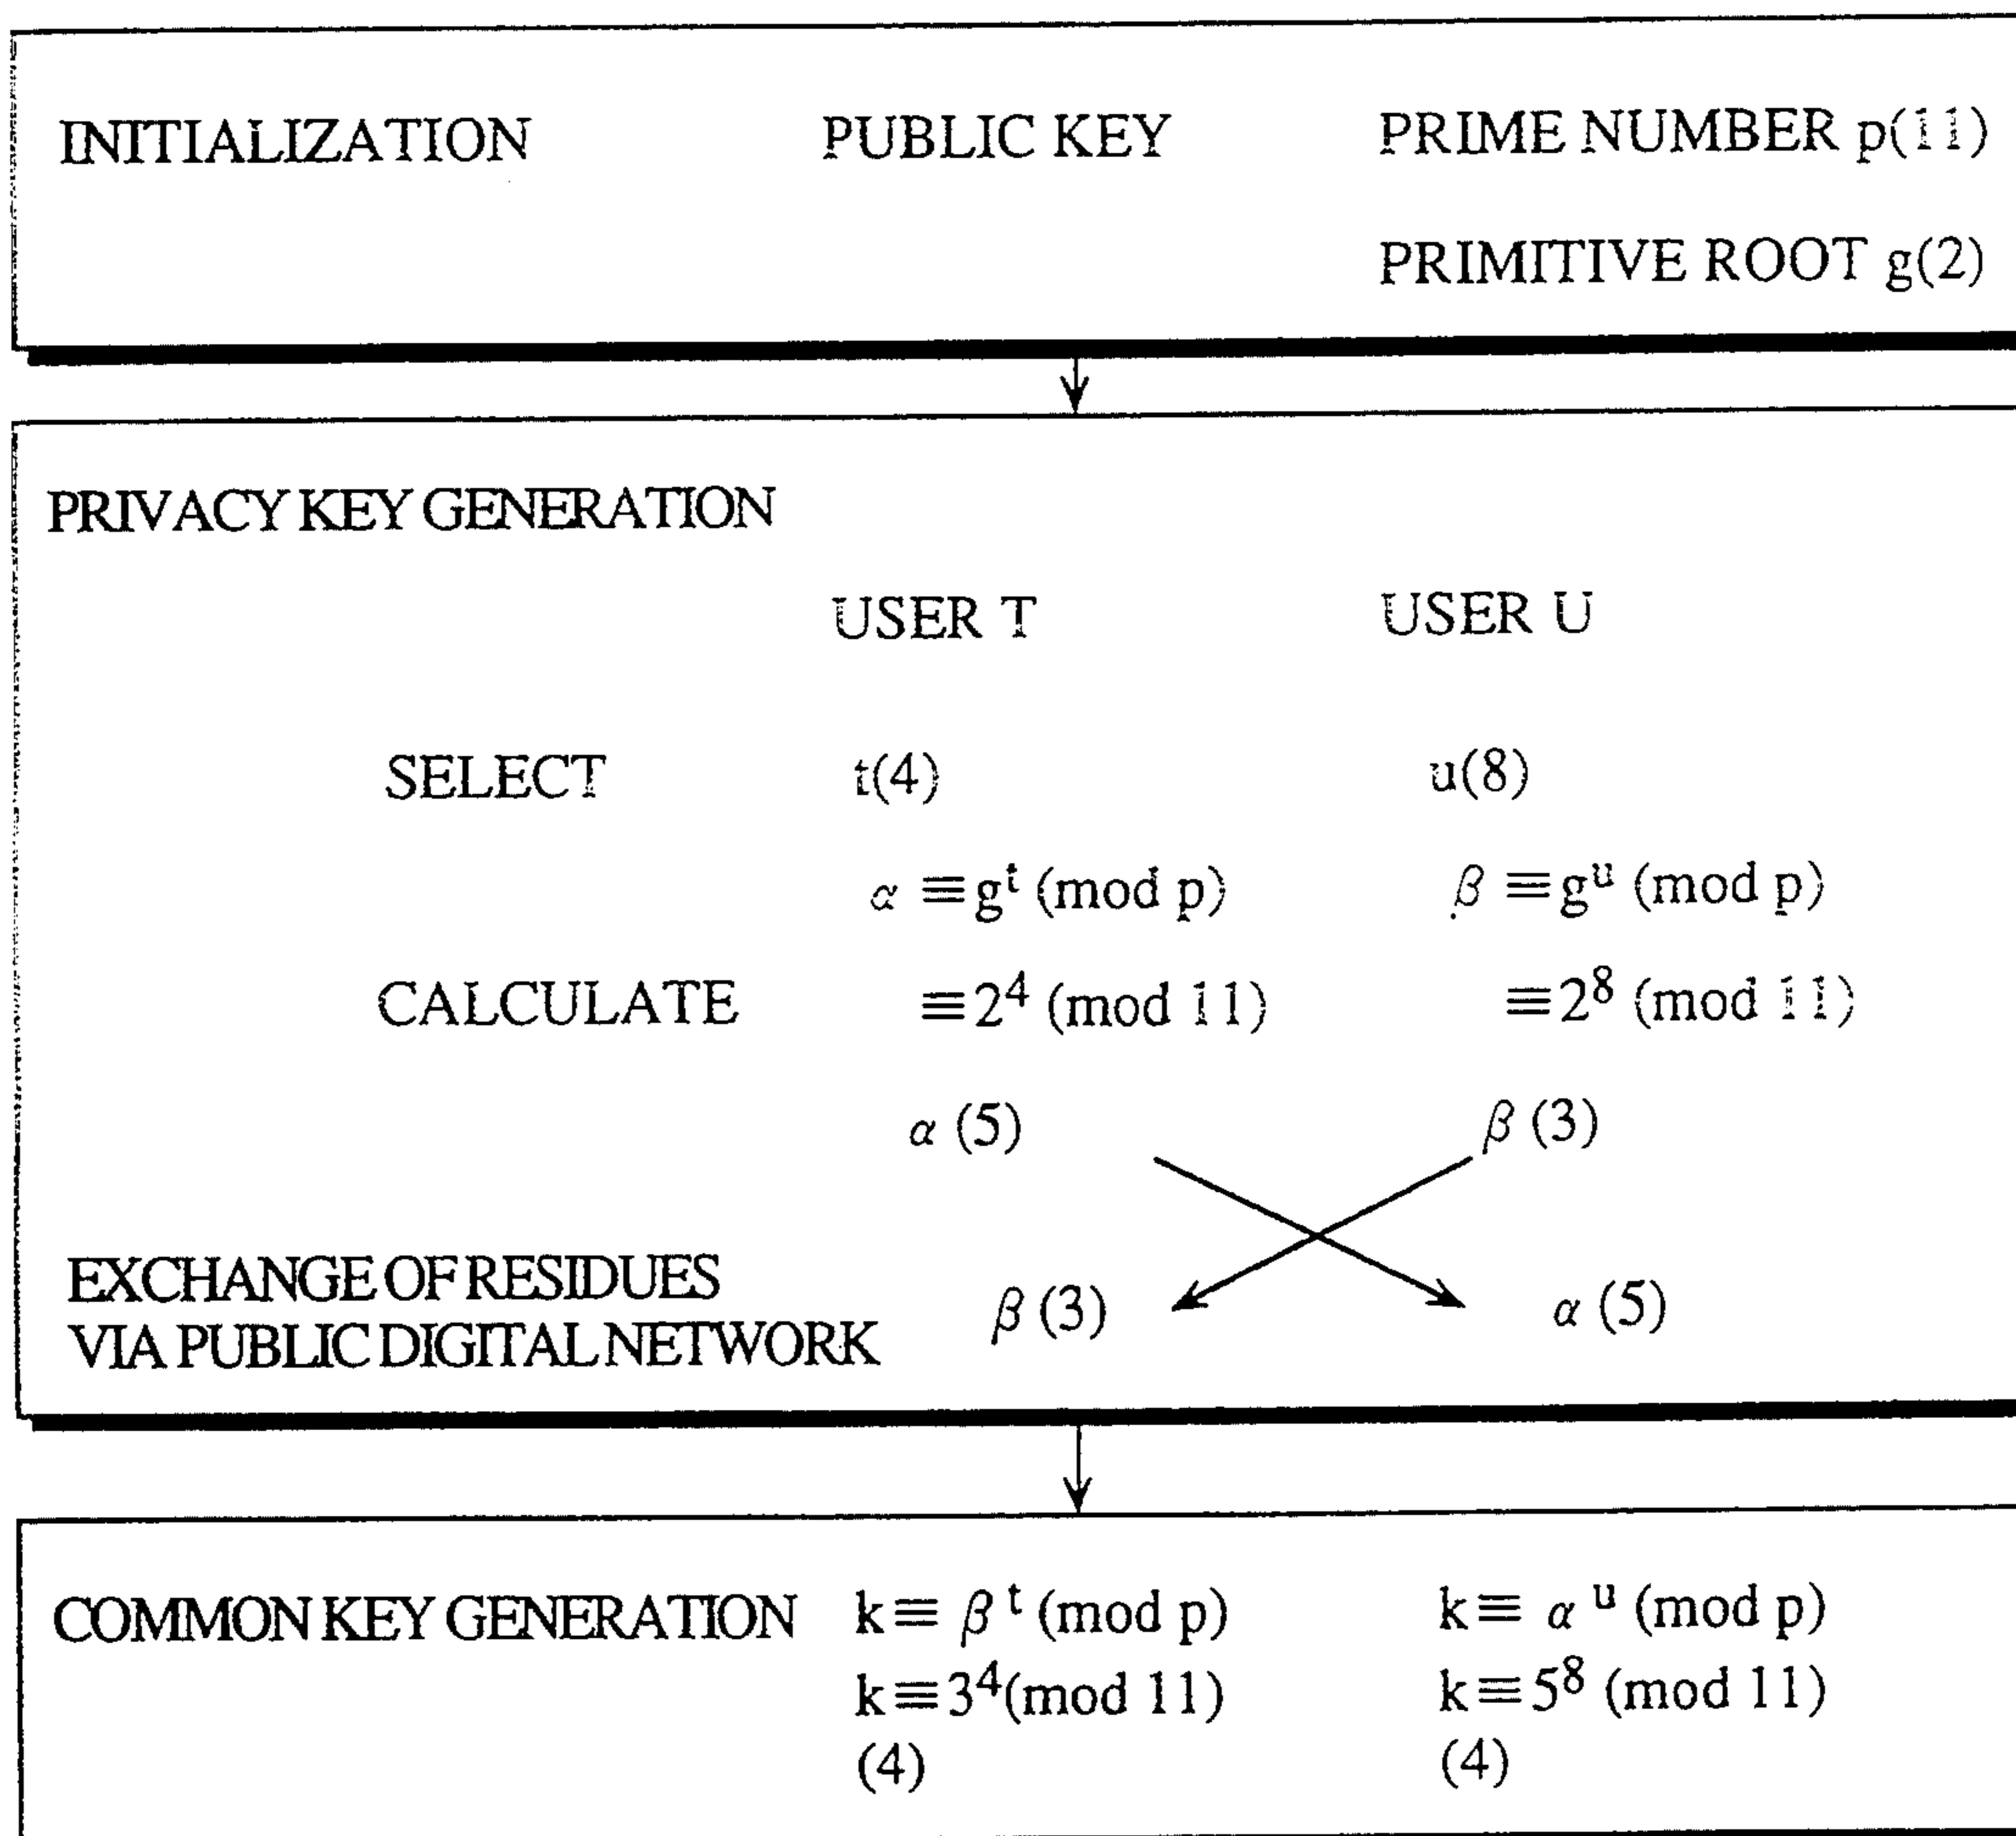 INITIALIZATION PUBLIC KEY PRIME NUMBER p(11)
PRIMITIVE ROOT g(2)
PRIVACY KEY GENERATION
USER T USER U
SELECT t(4) u(8)
α ≡ g^t (mod p) β ≡ g^u (mod p)
CALCULATE ≡ 2^4 (mod 11) ≡ 2^8 (mod 11)
α (5) β (3)
EXCHANGE OF RESIDUES
VIA PUBLIC DIGITAL NETWORK β (3) α (5)
COMMON KEY GENERATION k ≡ β^t (mod p) k ≡ α^u (mod p)
k ≡ 3^4 (mod 11) k ≡ 5^8 (mod 11)
(4) (4)